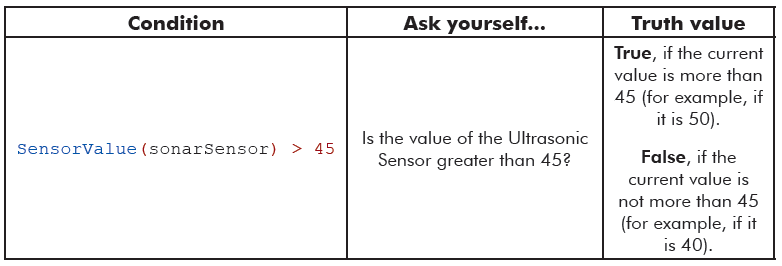 Condition
Ask yourself...
Truth value
SensorValue(sonarSensor) > 45
Is the value of the Ultrasonic
Sensor greater than 45?
True, if the current
value is more than
45 (for example, if
it is 50).
False, if the
current value is
not more than 45
(for example, if it
is 40).